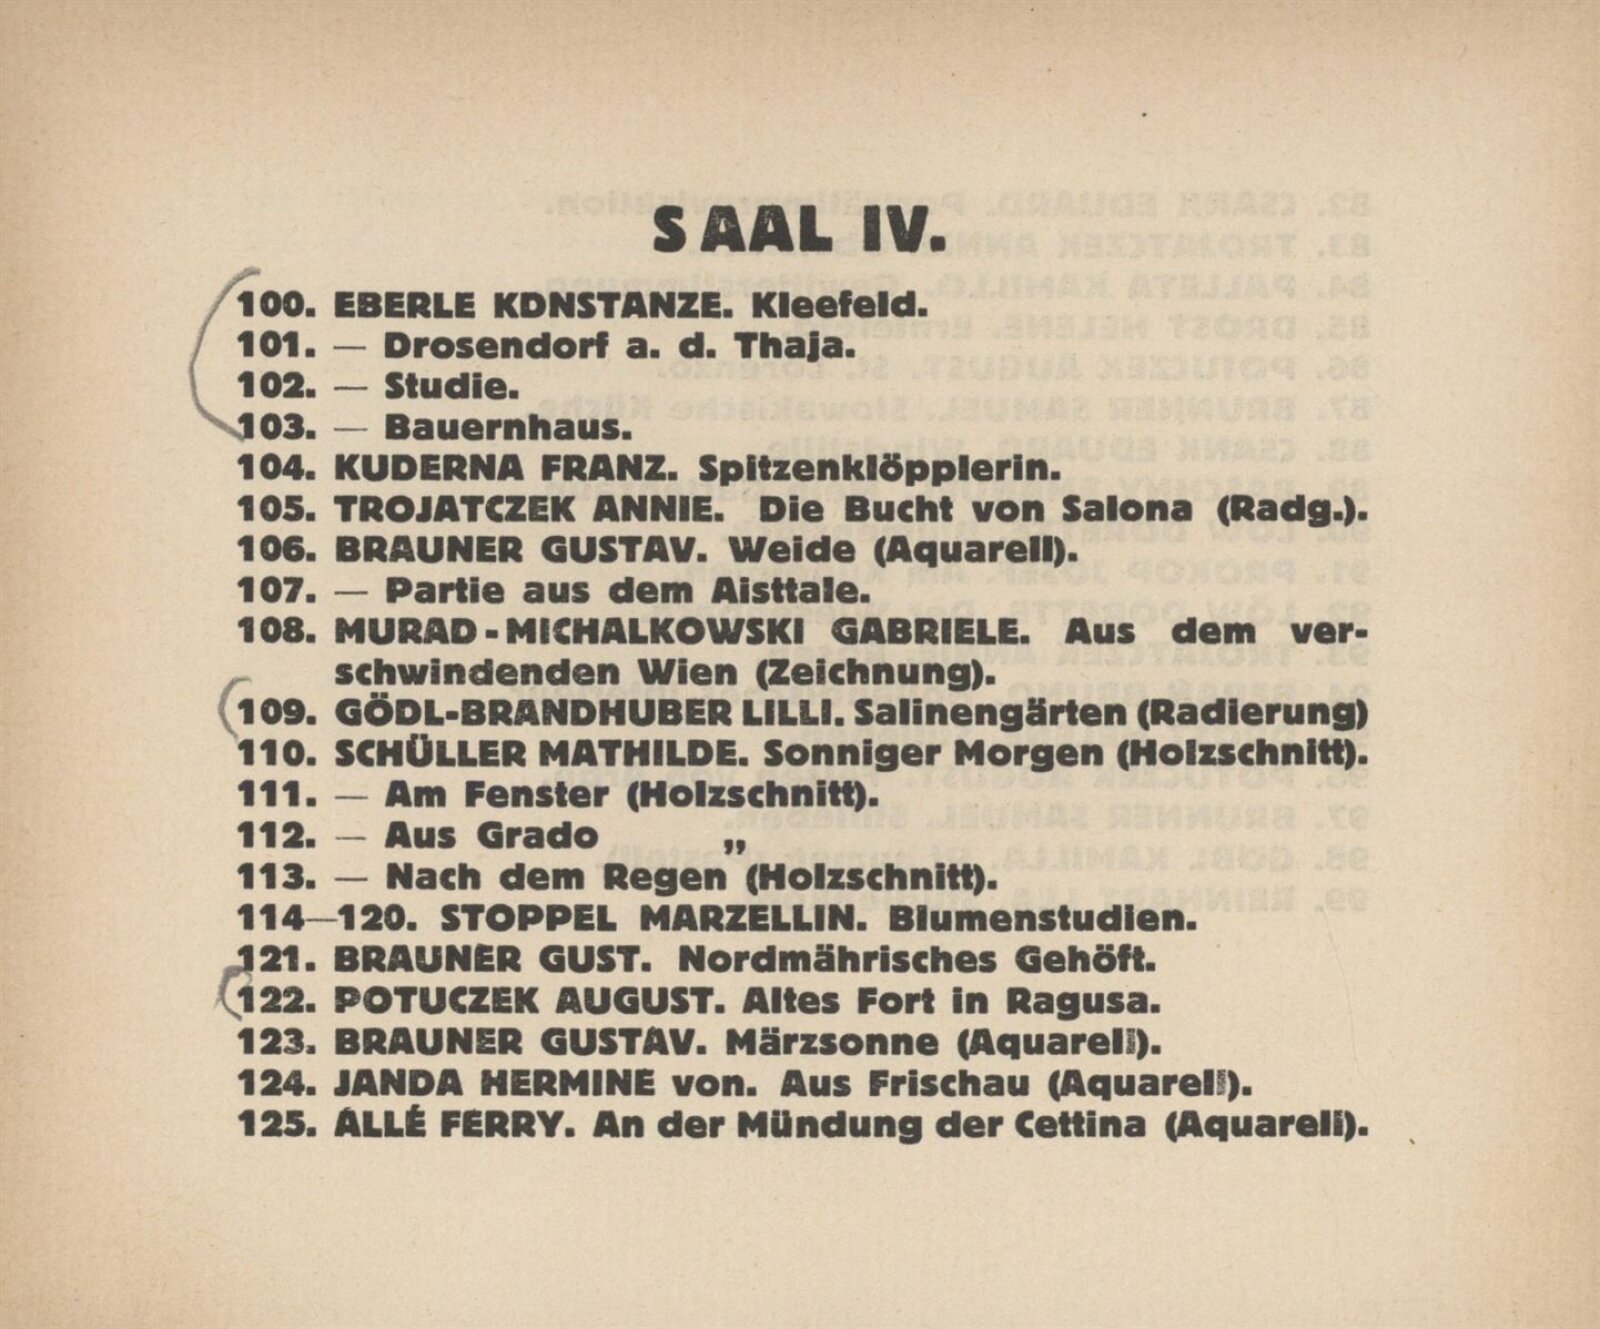 SAAL IV.
100. EBERLE KONSTANZE. Kleefeld.
101. — Drosendorf a. d. Thaja.
102. — Studie.
103. — Bauernhaus.
104. KUDERNA FRANZ. Spitzenklöpplerin.
105. TROJATCZEK ANNIE. Die Bucht von Salona (Radg.).
106. BRAUNER GUSTAV. Weide (Aquarell).
107. — Partie aus dem Aisttale.
108. MURAD-MICHALKOWSKI GABRIELE. Aus dem ver-
schwindenden Wien (Zeichnung).
109. GÖDL-BRANDHUBER LILLI. Salinengärten (Radierung)
110. SCHÜLLER MATHILDE. Sonniger Morgen (Holzschnitt).
111. — Am Fenster (Holzschnitt).
112. — Aus Grado „
113. — Nach dem Regen (Holzschnitt).
114—120. STOPPEL MARZELLIN. Blumenstudien.
121. BRAUNER GUST. Nordmährisches Gehöft.
122. POTUCZEK AUGUST. Altes Fort in Ragusa.
123. BRAUNER GUSTAV. Märzsonne (Aquarell).
124. JANDA HERMINE von. Aus Frischau (Aquarell).
125. ALLÉ FERRY. An der Mündung der Cettina (Aquarell).